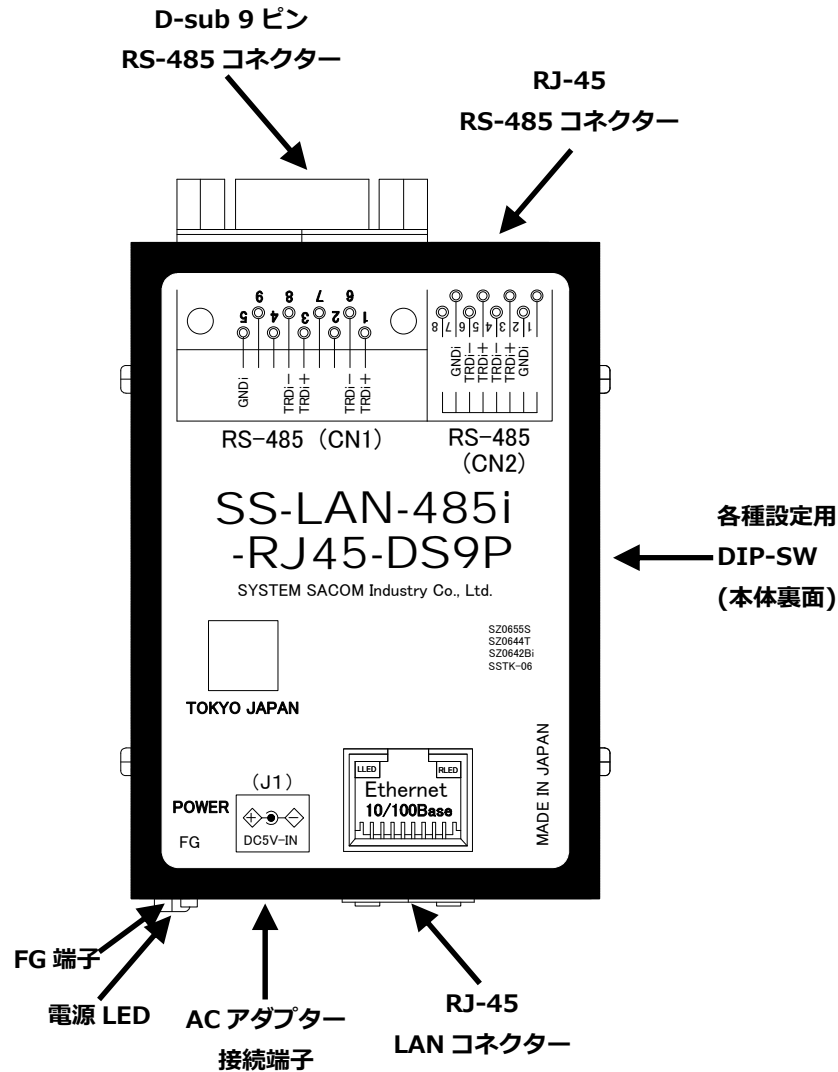 D-sub 9 ピン
RS-485 コネクター
RJ-45
RS-485 コネクター
9 8 7 6
5 4 3 2 1
GNDi TRDi− TRDi+ TRDi− TRDi+
8 7 6 5 4 3 2 1
GNDi TRDi− TRDi+ TRDi− TRDi+ GNDi
RS-485 (CN1)
RS-485
(CN2)
SS-LAN-485i
-RJ45-DS9P
SYSTEM SACOM Industry Co., Ltd.
各種設定用
DIP-SW
(本体裏面)
SZ0655S
SZ0644T
SZ0642Bi
SSTK-06
TOKYO JAPAN
MADE IN JAPAN
(J1)
POWER
FG
+ −
DC5V-IN
LLED RLED
Ethernet
10/100Base
FG 端子
電源 LED
AC アダプター
接続端子
RJ-45
LAN コネクター